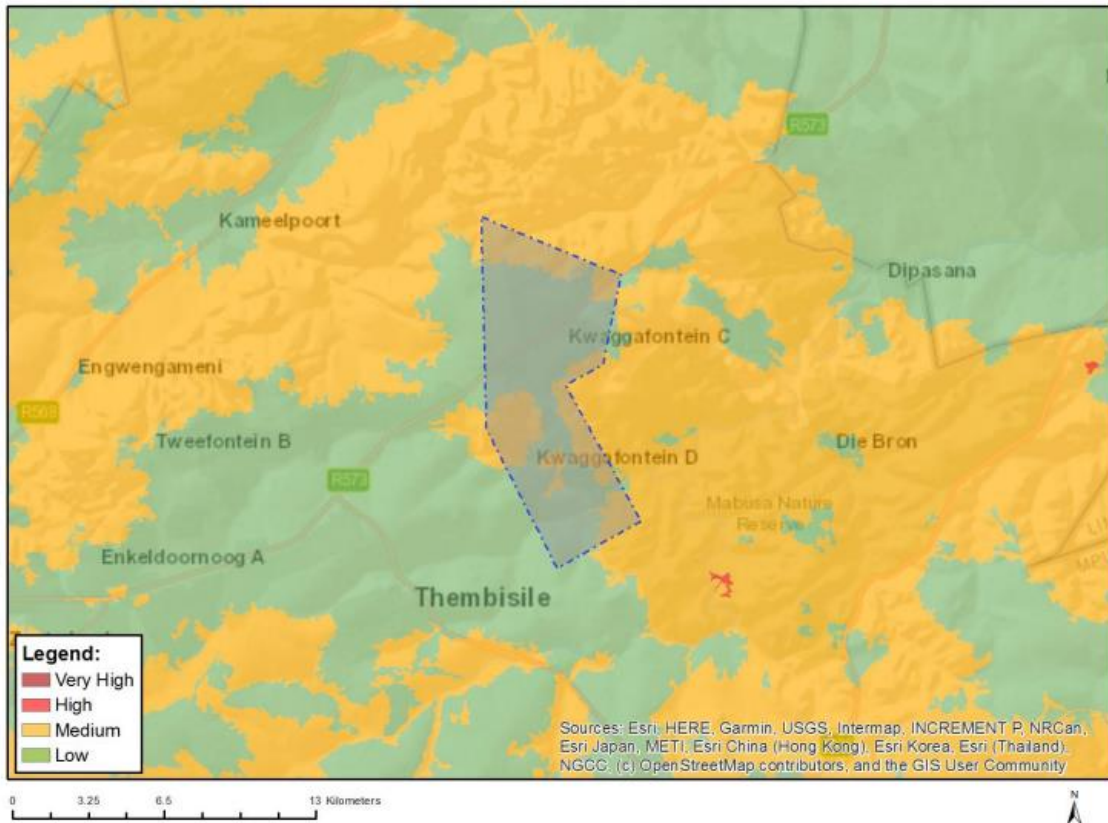 R573
Kameelpoort
Dipasana
Kwaggafontein C
Engwengameni
R568
Tweefontein B
Die Bron
Kwaggafontein D
R573
Mabusa Nature
Reserve
Enkeldoornoog A
Thembisile
Legend:
Very High
High
Medium
Low
Sources: Esri, HERE, Garmin, USGS, Intermap, INCREMENT P, NRCan,
Esri Japan, METI, Esri China (Hong Kong), Esri Korea, Esri (Thailand),
NGCC, (c) OpenStreetMap contributors, and the GIS User Community
0 3.25 6.5 13 Kilometers
N